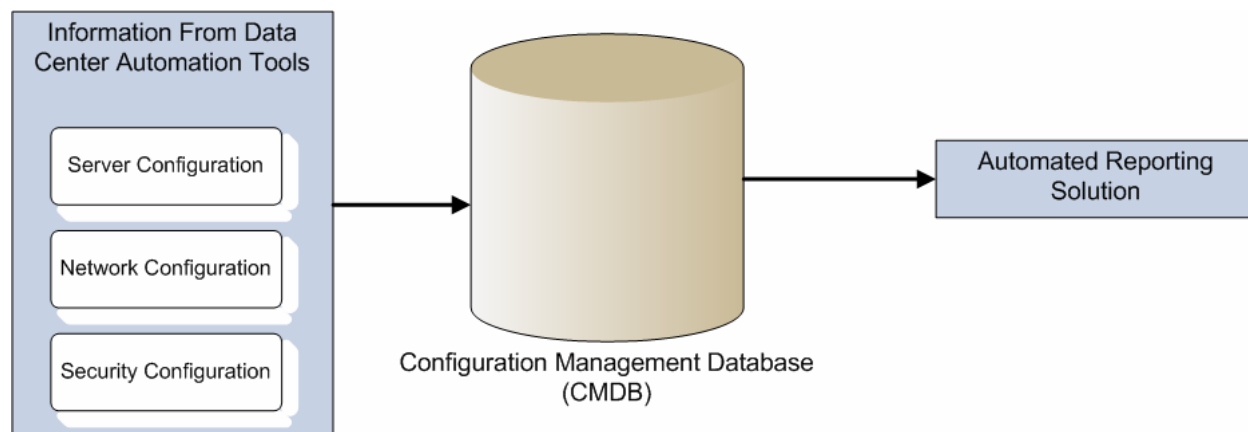 Information From Data
Center Automation Tools
Server Configuration
Network Configuration
Security Configuration
Configuration Management Database
(CMDB)
Automated Reporting
Solution